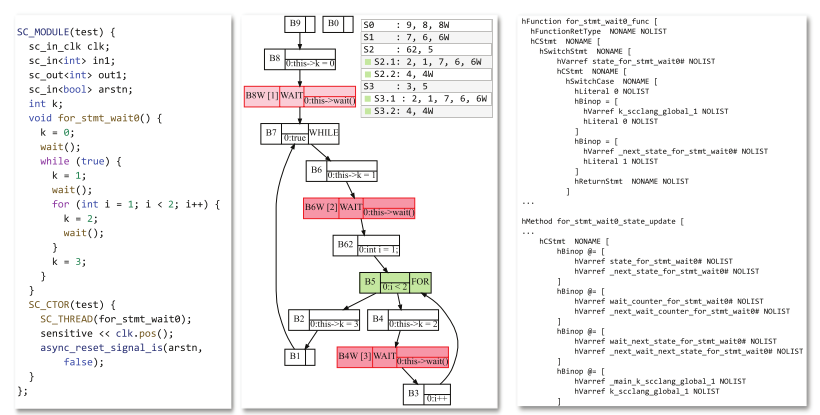 SC_MODULE(test) {
  sc_in_clk clk;
  sc_in<int> in1;
  sc_out<int> out1;
  sc_in<bool> arstn;
  int k;
  void for_stmt_wait0() {
    k = 0;
    wait();
    while (true) {
      k = 1;
      wait();
      for (int i = 1; i < 2; i++) {
        k = 2;
        wait();
      }
      k = 3;
    }
  }
  SC_CTOR(test) {
    SC_THREAD(for_stmt_wait0);
    sensitive << clk.pos();
    async_reset_signal_is(arstn,
        false);
  }
};
B9
B0
B8
0:this->k = 0
B8W [1]
WAIT
0:this->wait()
B7
WHILE
0:true
B6
0:this->k = 1
B6W [2]
WAIT
0:this->wait()
B62
0:int i = 1;
B5
FOR
0:i < 2
B2
0:this->k = 3
B4
0:this->k = 2
B1
B4W [3]
WAIT
0:this->wait()
B3
0:i++
S0 : 9, 8, 8W
S1 : 7, 6, 6W
S2 : 62, 5
S2.1: 2, 1, 7, 6, 6W
S2.2: 4, 4W
S3 : 3, 5
S3.1 : 2, 1, 7, 6, 6W
S3.2: 4, 4W
hFunction for_stmt_wait0_func [
  hFunctionRetType  NONAME NOLIST
  hCStmt  NONAME [
    hSwitchStmt  NONAME [
        hVarref state_for_stmt_wait0# NOLIST
        hCStmt  NONAME [
          hSwitchCase  NONAME [
            hLiteral 0 NOLIST
            hBinop = [
              hVarref k_scclang_global_1 NOLIST
              hLiteral 0 NOLIST
            ]
            hBinop = [
              hVarref _next_state_for_stmt_wait0# NOLIST
              hLiteral 1 NOLIST
            ]
            hReturnStmt  NONAME NOLIST
          ]
...
hMethod for_stmt_wait0_state_update [
...
    hCStmt  NONAME [
        hBinop @= [
            hVarref state_for_stmt_wait0# NOLIST
            hVarref _next_state_for_stmt_wait0# NOLIST
        ]
        hBinop @= [
            hVarref wait_counter_for_stmt_wait0# NOLIST
            hVarref _next_wait_counter_for_stmt_wait0# NOLIST
        ]
        hBinop @= [
            hVarref wait_next_state_for_stmt_wait0# NOLIST
            hVarref _next_wait_next_state_for_stmt_wait0# NOLIST
        ]
        hBinop @= [
            hVarref _main_k_scclang_global_1 NOLIST
            hVarref k_scclang_global_1 NOLIST
        ]